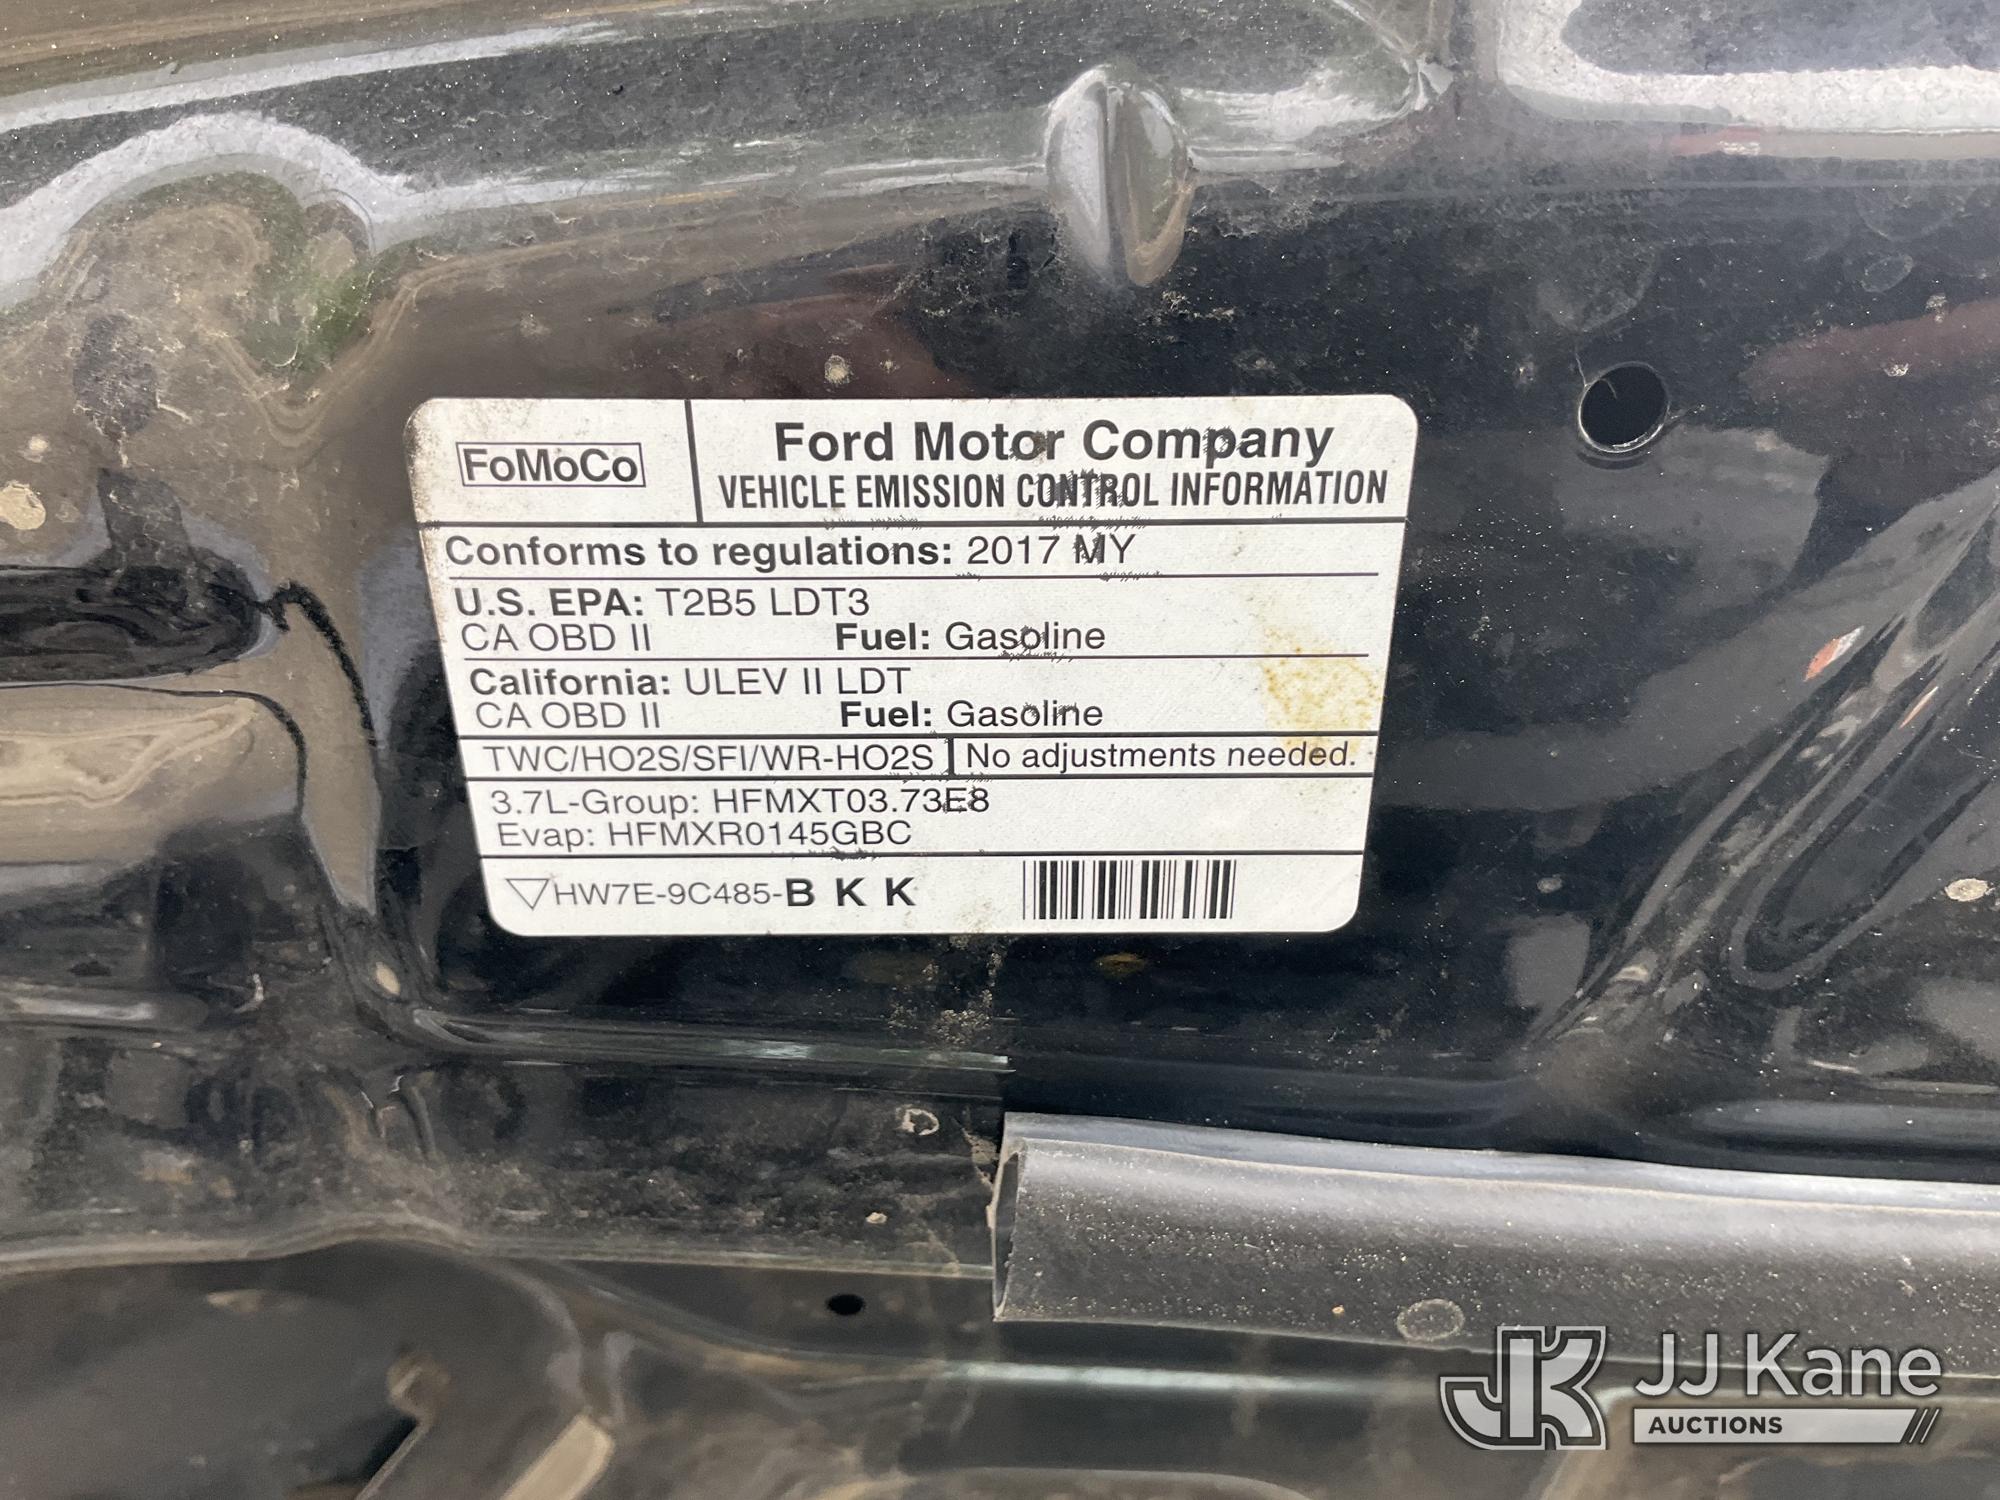 FoMoCo
Ford Motor Company
VEHICLE EMISSION CONTROL INFORMATION
Conforms to regulations: 2017 MY
U.S. EPA: T2B5 LDT3
CA OBD II Fuel: Gasoline
California: ULEV II LDT
CA OBD II Fuel: Gasoline
TWC/HO2S/SFI/WR-HO2S No adjustments needed.
3.7L-Group: HFMXT03.73E8
Evap: HFMXR0145GBC
HW7E-9C485-B K K
JK JJ Kane
AUCTIONS